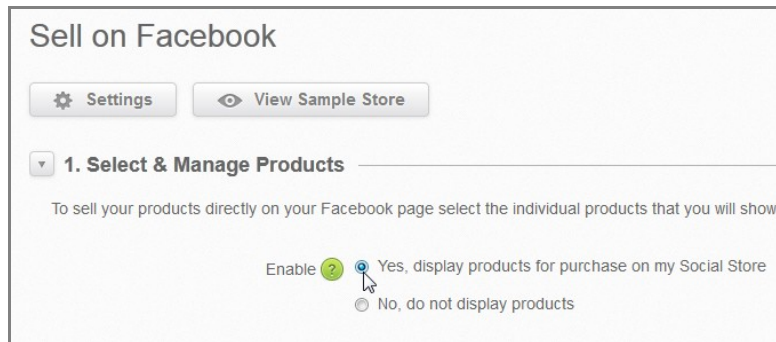 Sell on Facebook
Settings
View Sample Store
1. Select & Manage Products
To sell your products directly on your Facebook page select the individual products that you will show
Enable ? Yes, display products for purchase on my Social Store
No, do not display products